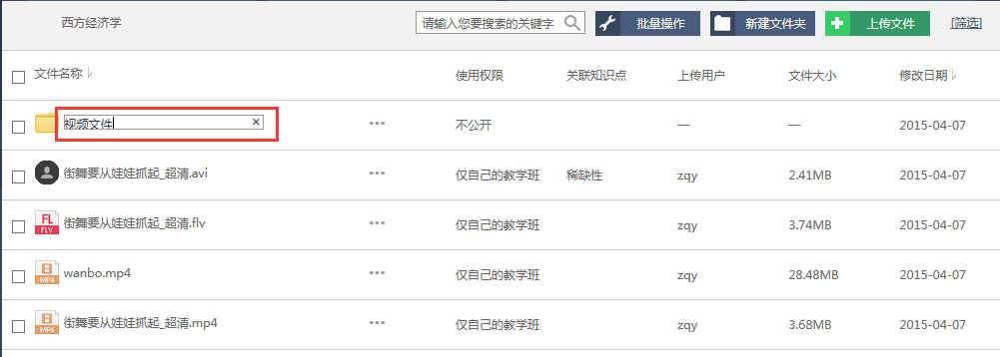 西方经济学 请输入您要搜索的关键字 批量操作 新建文件夹 上传文件 [筛选]
文件名称 使用权限 关联知识点 上传用户 文件大小 修改日期
视频文件 不公开 — — 2015-04-07
街舞要从娃娃抓起_超清.avi 仅自己的教学班 稀缺性 zqy 2.41MB 2015-04-07
FL FLV 街舞要从娃娃抓起_超清.flv 仅自己的教学班 zqy 3.74MB 2015-04-07
MP4 wanbo.mp4 仅自己的教学班 zqy 28.48MB 2015-04-07
MP4 街舞要从娃娃抓起_超清.mp4 仅自己的教学班 zqy 3.68MB 2015-04-07